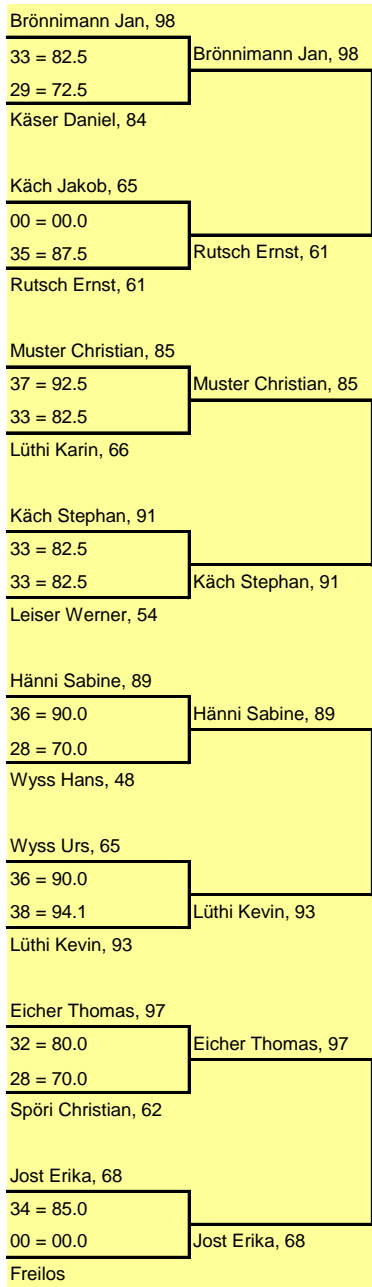 Brönnimann Jan, 98
33 = 82.5
Brönnimann Jan, 98
29 = 72.5
Käser Daniel, 84
Käch Jakob, 65
00 = 00.0
35 = 87.5
Rutsch Ernst, 61
Rutsch Ernst, 61
Muster Christian, 85
37 = 92.5
Muster Christian, 85
33 = 82.5
Lüthi Karin, 66
Käch Stephan, 91
33 = 82.5
33 = 82.5
Käch Stephan, 91
Leiser Werner, 54
Hänni Sabine, 89
36 = 90.0
Hänni Sabine, 89
28 = 70.0
Wyss Hans, 48
Wyss Urs, 65
36 = 90.0
38 = 94.1
Lüthi Kevin, 93
Lüthi Kevin, 93
Eicher Thomas, 97
32 = 80.0
Eicher Thomas, 97
28 = 70.0
Spöri Christian, 62
Jost Erika, 68
34 = 85.0
00 = 00.0
Jost Erika, 68
Freilos